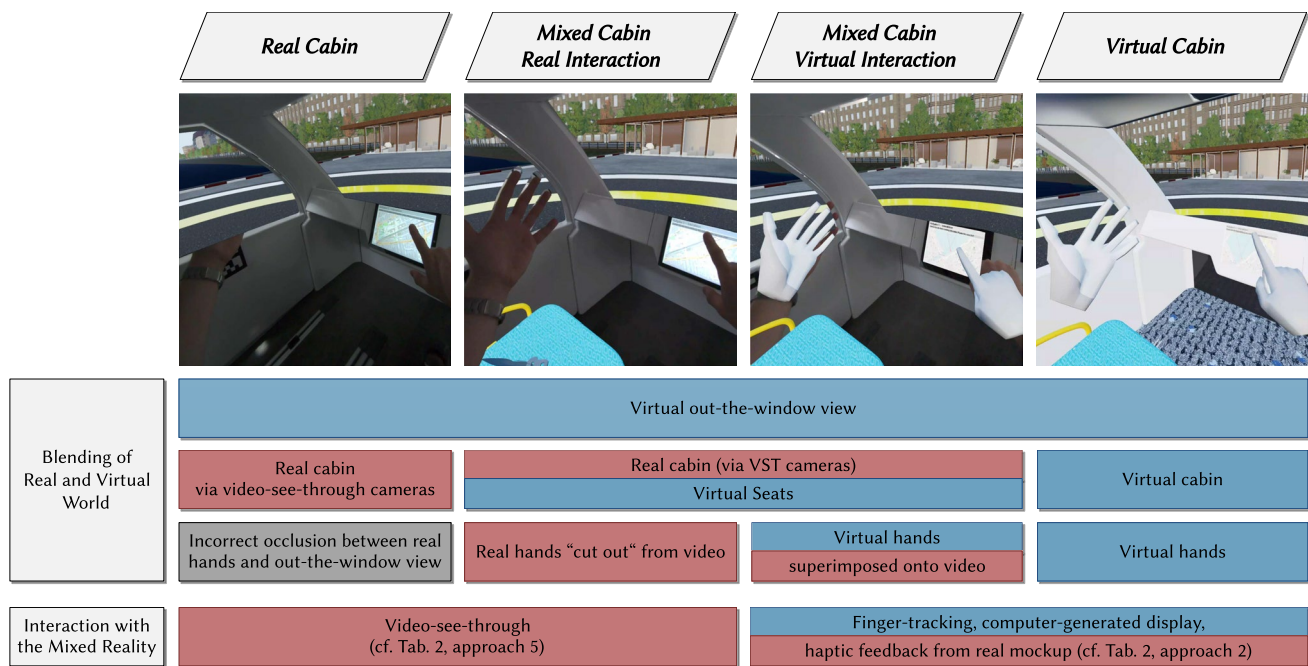 Real Cabin
Mixed Cabin
Real Interaction
Mixed Cabin
Virtual Interaction
Virtual Cabin
Blending of
Real and Virtual
World
Virtual out-the-window view
Real cabin
via video-see-through cameras
Real cabin (via VST cameras)
Virtual Seats
Virtual cabin
Incorrect occlusion between real
hands and out-the-window view
Real hands “cut out“ from video
Virtual hands
superimposed onto video
Virtual hands
Interaction with
the Mixed Reality
Video-see-through
(cf. Tab. 2, approach 5)
Finger-tracking, computer-generated display,
haptic feedback from real mockup (cf. Tab. 2, approach 2)